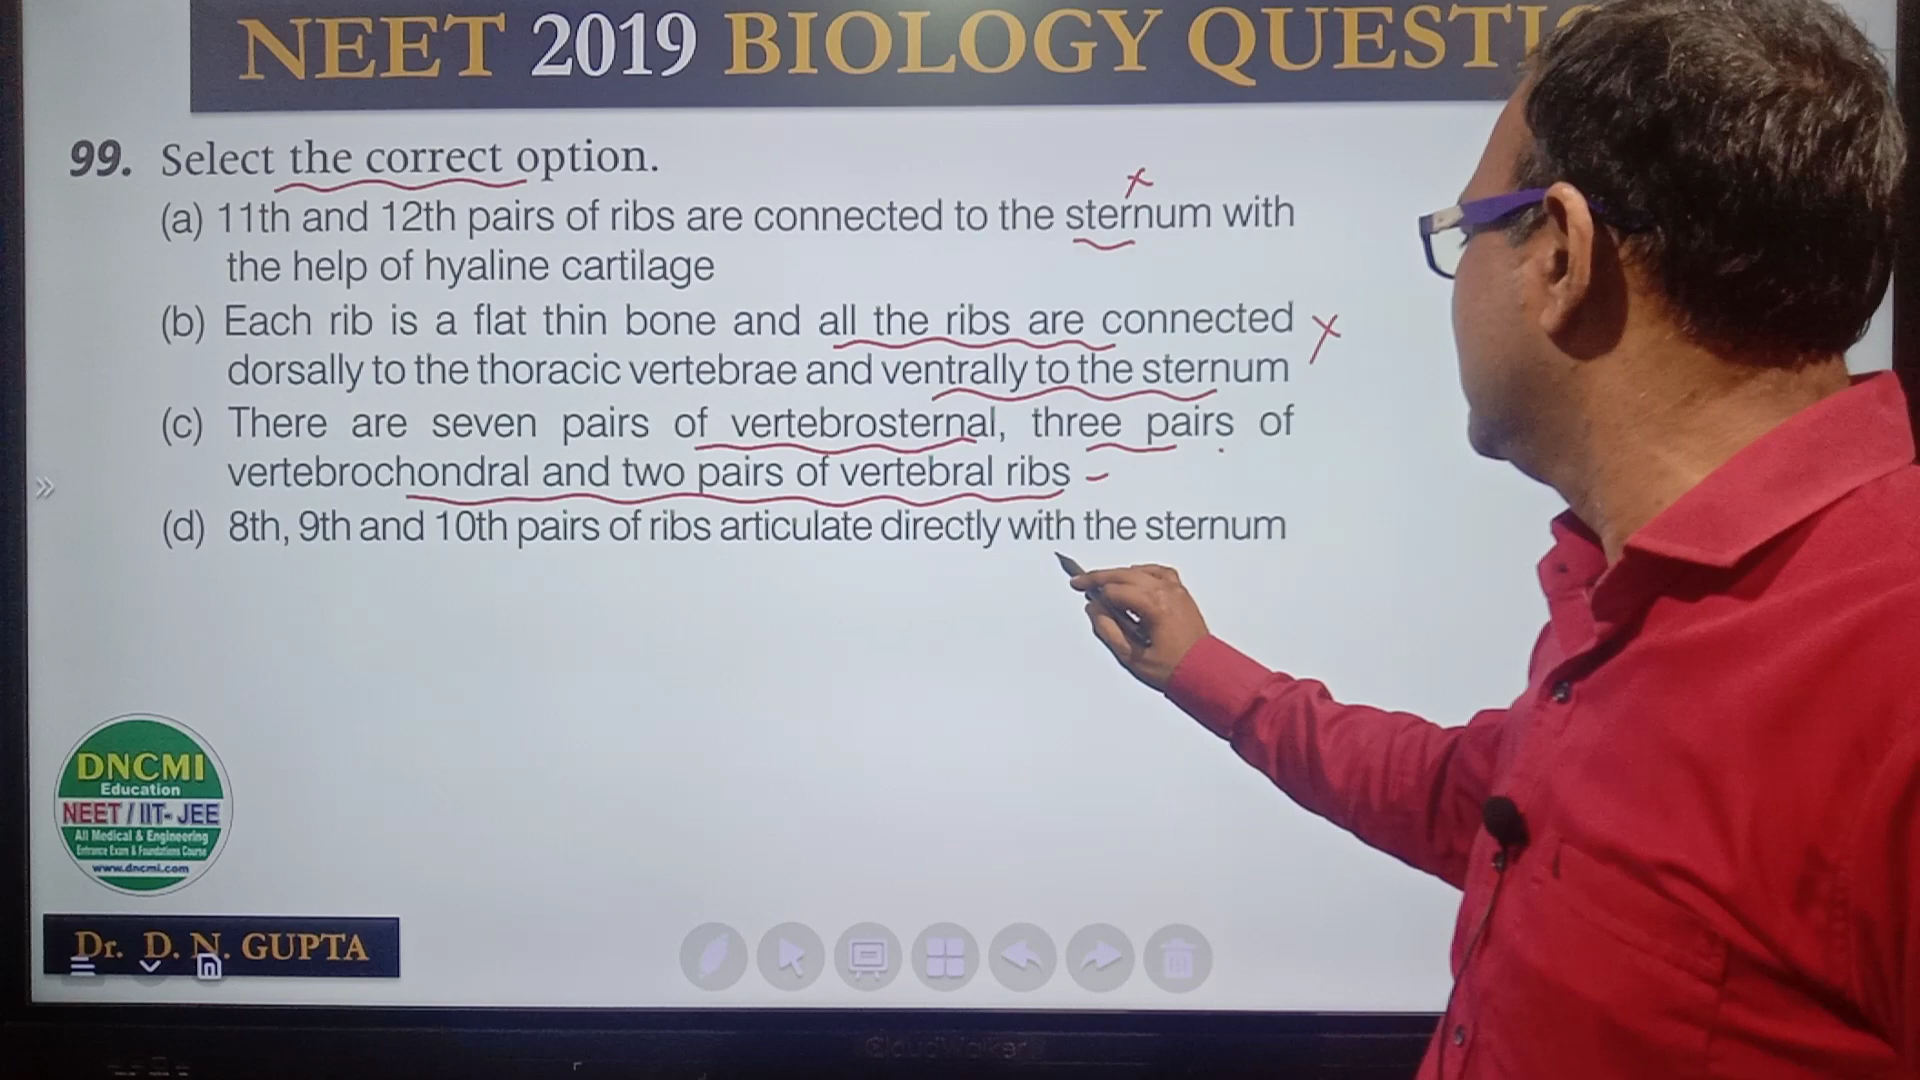 NEET 2019 BIOLOGY QUESTI
99. Select the correct option.
(a) 11th and 12th pairs of ribs are connected to the sternum with
the help of hyaline cartilage
(b) Each rib is a flat thin bone and all the ribs are connected
dorsally to the thoracic vertebrae and ventrally to the sternum
(c) There are seven pairs of vertebrosternal, three pairs of
vertebrochondral and two pairs of vertebral ribs
(d) 8th, 9th and 10th pairs of ribs articulate directly with the sternum
DNCMI
Education
NEET / IIT-JEE
All Medical & Engineering
Entrance Exam & Foundations Course
www.dncmi.com
Dr. D. N. GUPTA
CloudWalker